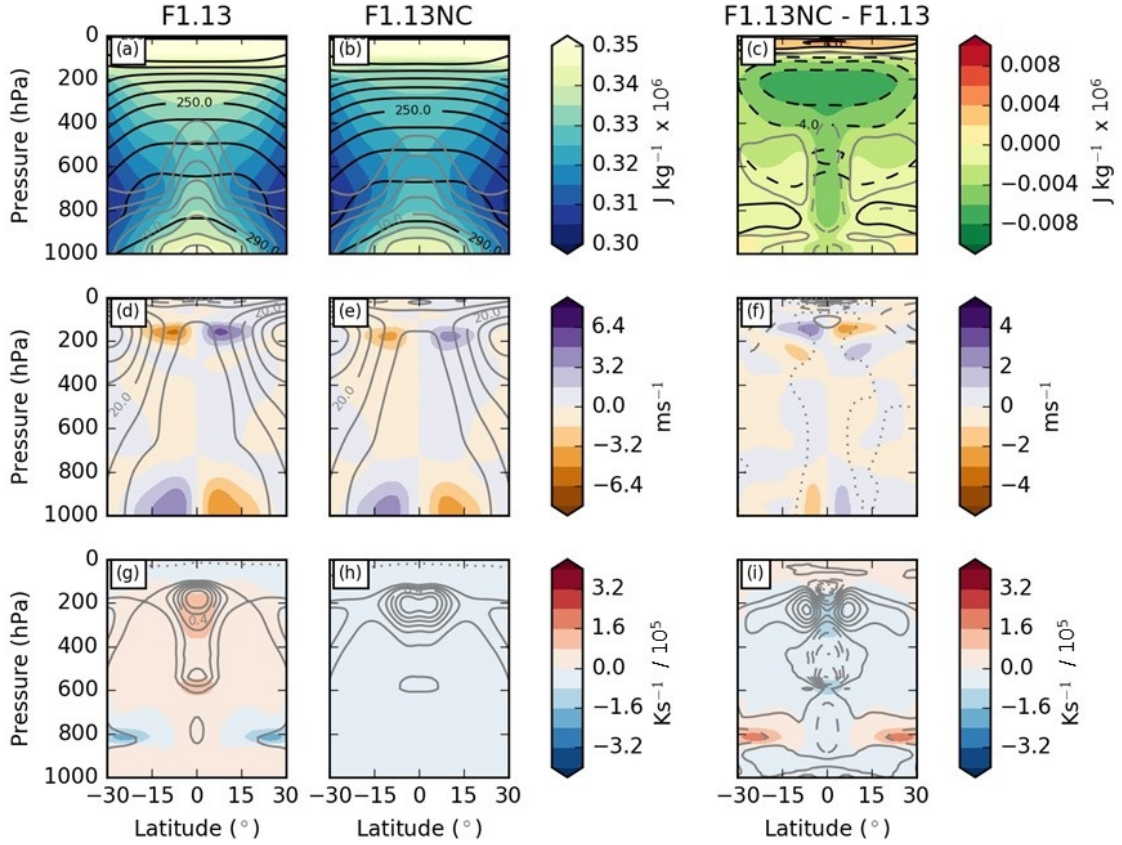 F1.13 F1.13NC F1.13NC - F1.13
0 (a) (b) (c) 0.35 0.008
200 0.34 0.004
250.0 250.0 -4.0
400 0.33 0.000
600 0.32 −0.004
800 0.31 −0.008
290.0 290.0
1000 0.30
Pressure (hPa) J kg⁻¹ x 10⁶ J kg⁻¹ x 10⁶
0 (d) (e) (f)
20.0 20.0 6.4 4
200 3.2 2
400 0.0 0
20.0 20.0
600 −3.2 −2
800 −6.4 −4
1000
Pressure (hPa) ms⁻¹ ms⁻¹
0 (g) (h) (i) 3.2 3.2
200 1.6 1.6
0.4
400 0.0 0.0
600 −1.6 −1.6
800 −3.2 −3.2
1000
Pressure (hPa) Ks⁻¹ / 10⁵ Ks⁻¹ / 10⁵
−30 −15 0 15 30 −30 −15 0 15 30 −30 −15 0 15 30
Latitude (°) Latitude (°) Latitude (°)